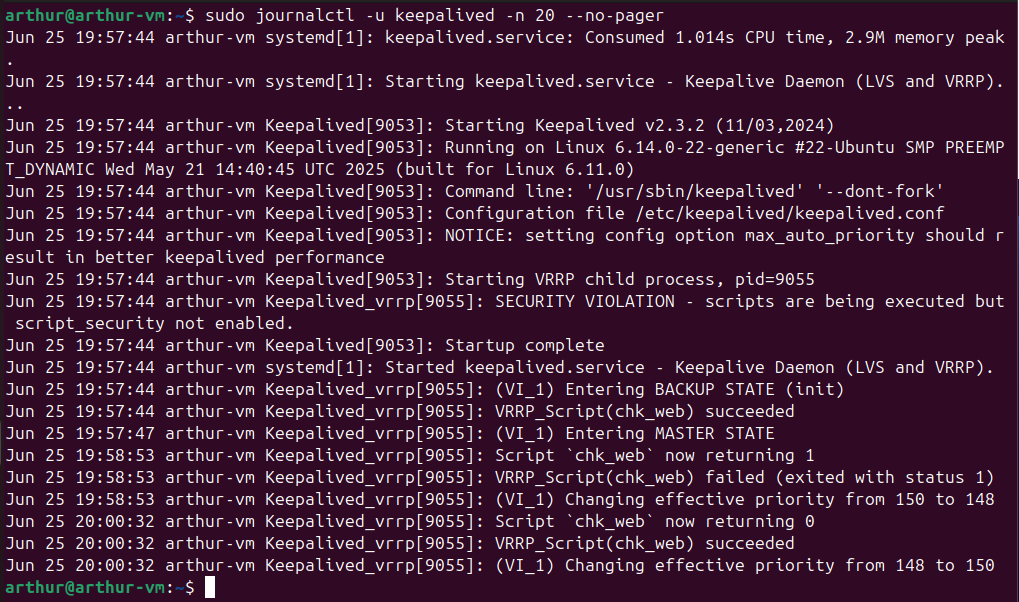 arthur@arthur-vm:~$ sudo journalctl -u keepalived -n 20 --no-pager
Jun 25 19:57:44 arthur-vm systemd[1]: keepalived.service: Consumed 1.014s CPU time, 2.9M memory peak
.
Jun 25 19:57:44 arthur-vm systemd[1]: Starting keepalived.service - Keepalive Daemon (LVS and VRRP).
..
Jun 25 19:57:44 arthur-vm Keepalived[9053]: Starting Keepalived v2.3.2 (11/03,2024)
Jun 25 19:57:44 arthur-vm Keepalived[9053]: Running on Linux 6.14.0-22-generic #22-Ubuntu SMP PREEMP
T_DYNAMIC Wed May 21 14:40:45 UTC 2025 (built for Linux 6.11.0)
Jun 25 19:57:44 arthur-vm Keepalived[9053]: Command line: '/usr/sbin/keepalived' '--dont-fork'
Jun 25 19:57:44 arthur-vm Keepalived[9053]: Configuration file /etc/keepalived/keepalived.conf
Jun 25 19:57:44 arthur-vm Keepalived[9053]: NOTICE: setting config option max_auto_priority should r
esult in better keepalived performance
Jun 25 19:57:44 arthur-vm Keepalived[9053]: Starting VRRP child process, pid=9055
Jun 25 19:57:44 arthur-vm Keepalived_vrrp[9055]: SECURITY VIOLATION - scripts are being executed but
 script_security not enabled.
Jun 25 19:57:44 arthur-vm Keepalived[9053]: Startup complete
Jun 25 19:57:44 arthur-vm systemd[1]: Started keepalived.service - Keepalive Daemon (LVS and VRRP).
Jun 25 19:57:44 arthur-vm Keepalived_vrrp[9055]: (VI_1) Entering BACKUP STATE (init)
Jun 25 19:57:44 arthur-vm Keepalived_vrrp[9055]: VRRP_Script(chk_web) succeeded
Jun 25 19:57:47 arthur-vm Keepalived_vrrp[9055]: (VI_1) Entering MASTER STATE
Jun 25 19:58:53 arthur-vm Keepalived_vrrp[9055]: Script `chk_web` now returning 1
Jun 25 19:58:53 arthur-vm Keepalived_vrrp[9055]: VRRP_Script(chk_web) failed (exited with status 1)
Jun 25 19:58:53 arthur-vm Keepalived_vrrp[9055]: (VI_1) Changing effective priority from 150 to 148
Jun 25 20:00:32 arthur-vm Keepalived_vrrp[9055]: Script `chk_web` now returning 0
Jun 25 20:00:32 arthur-vm Keepalived_vrrp[9055]: VRRP_Script(chk_web) succeeded
Jun 25 20:00:32 arthur-vm Keepalived_vrrp[9055]: (VI_1) Changing effective priority from 148 to 150
arthur@arthur-vm:~$